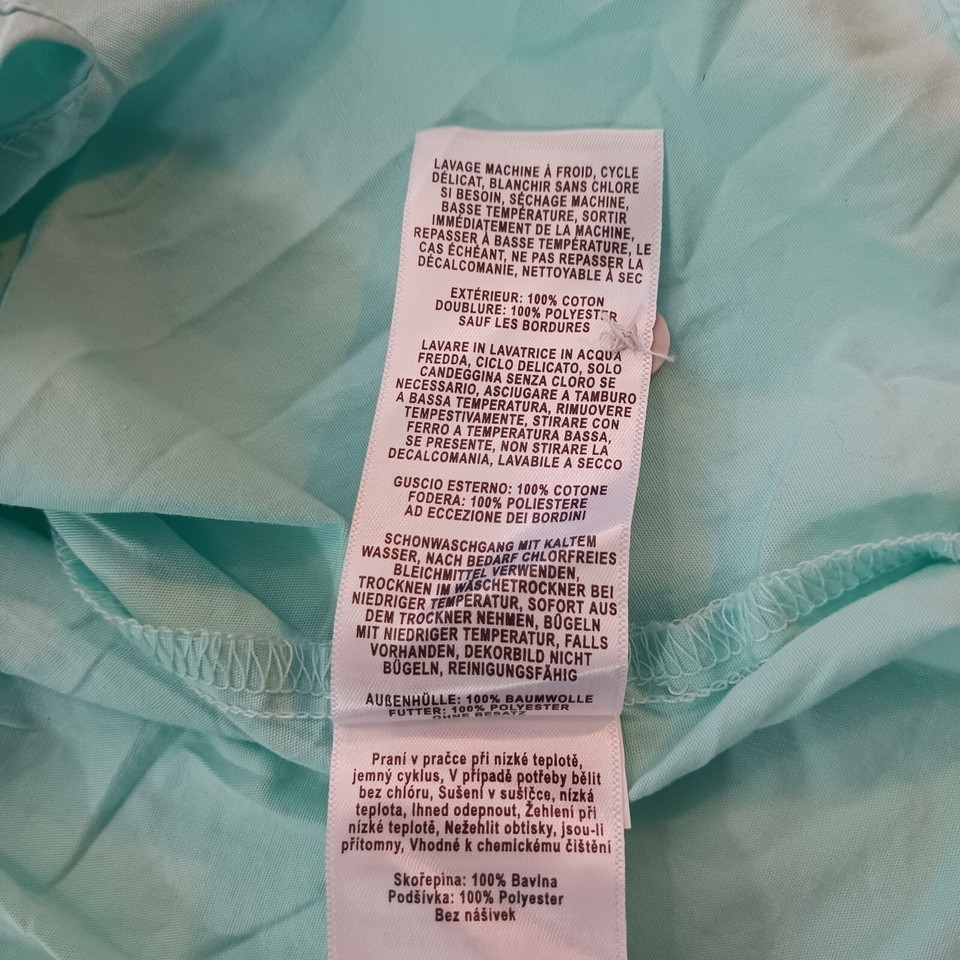 LAVAGE MACHINE À FROID, CYCLE
DÉLICAT, BLANCHIR SANS CHLORE
SI BESOIN, SÉCHAGE MACHINE,
BASSE TEMPÉRATURE, SORTIR
IMMÉDIATEMENT DE LA MACHINE,
REPASSER À BASSE TEMPÉRATURE, LE
CAS ÉCHÉANT, NE PAS REPASSER LA
DÉCALCOMANIE, NETTOYABLE À SEC
EXTÉRIEUR: 100% COTON
DOUBLURE: 100% POLYESTER
SAUF LES BORDURES
LAVARE IN LAVATRICE IN ACQUA
FREDDA, CICLO DELICATO, SOLO
CANDEGGINA SENZA CLORO SE
NECESSARIO, ASCIUGARE A TAMBURO
A BASSA TEMPERATURA, RIMUOVERE
TEMPESTIVAMENTE, STIRARE CON
FERRO A TEMPERATURA BASSA,
SE PRESENTE, NON STIRARE LA
DECALCOMANIA, LAVABILE A SECCO
GUSCIO ESTERNO: 100% COTONE
FODERA: 100% POLIESTERE
AD ECCEZIONE DEI BORDINI
SCHONWASCHGANG MIT KALTEM
WASSER, NACH BEDARF CHLORFREIES
BLEICHMITTEL VERWENDEN,
TROCKNEN IM WÄSCHETROCKNER BEI
NIEDRIGER TEMPERATUR, SOFORT AUS
DEM TROCKNER NEHMEN, BÜGELN
MIT NIEDRIGER TEMPERATUR, FALLS
VORHANDEN, DEKORBILD NICHT
BÜGELN, REINIGUNGSFÄHIG
AUßENHÜLLE: 100% BAUMWOLLE
FUTTER: 100% POLYESTER
OHNE BESATZ
Praní v pračce při nízké teplotě,
jemný cyklus, V případě potřeby bělit
bez chlóru, Sušení v sušičce, nízká
teplota, Ihned odepnout, Žehlení při
nízké teplotě, Nežehlit obtisky, jsou-li
přítomny, Vhodné k chemickému čištění
Skořepina: 100% Bavlna
Podšívka: 100% Polyester
Bez nášivek